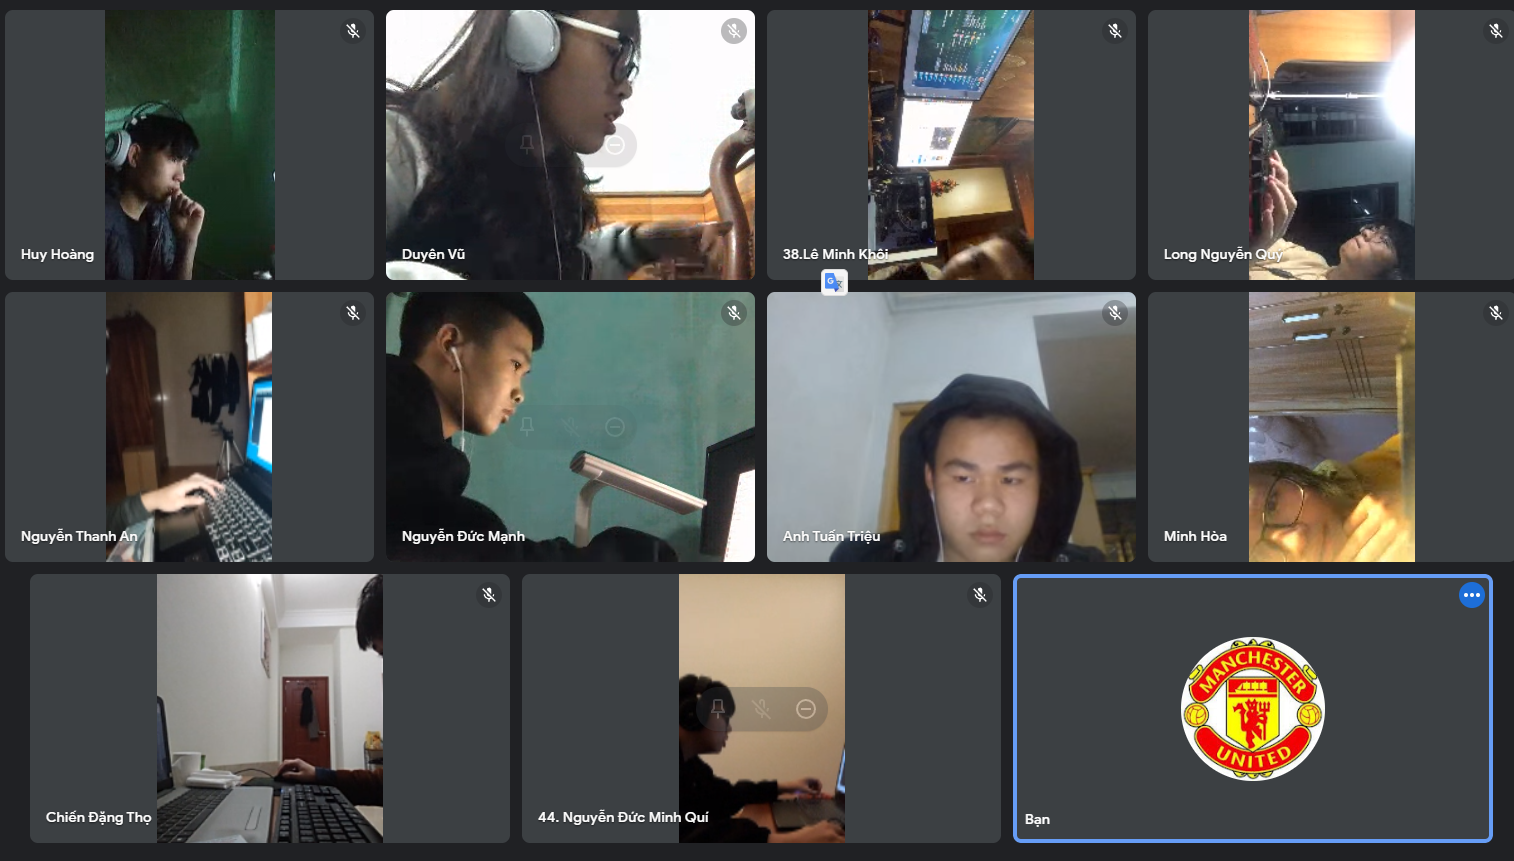 Huy Hoàng
Duyên Vũ
38.Lê Minh Khôi
Long Nguyễn Quý
Nguyễn Thanh An
Nguyễn Đức Mạnh
Anh Tuấn Triệu
Minh Hòa
Chiến Đặng Thọ
44. Nguyễn Đức Minh Quí
MANCHESTER
UNITED
Bạn